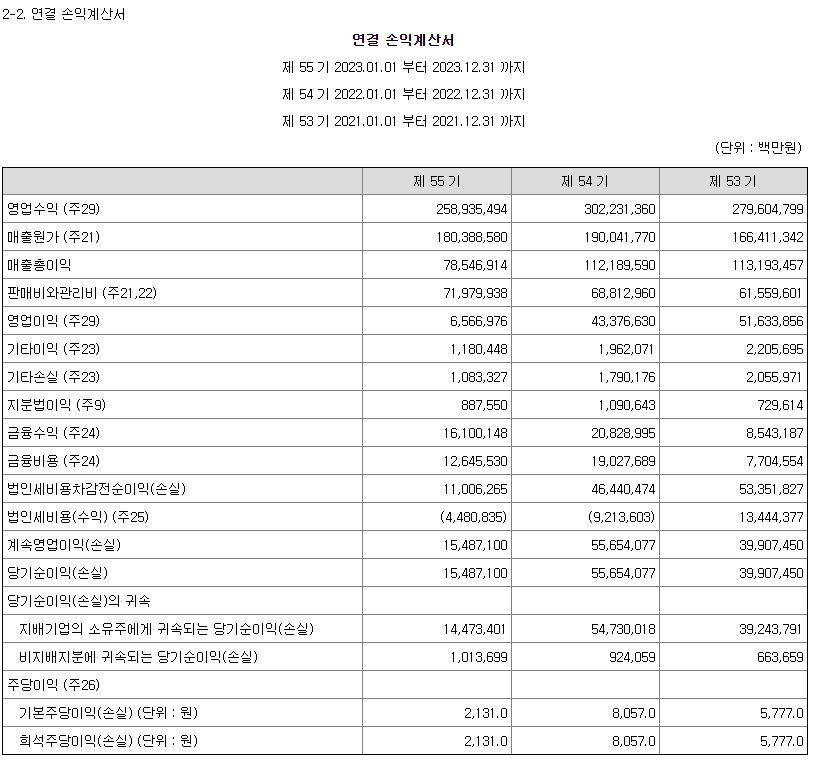 2-2. 연결 손익계산서
연결 손익계산서
제 55 기 2023.01.01 부터 2023.12.31 까지
제 54 기 2022.01.01 부터 2022.12.31 까지
제 53 기 2021.01.01 부터 2021.12.31 까지
(단위 : 백만원)
제 55 기 제 54 기 제 53 기
영업수익 (주29) 258,935,494 302,231,360 279,604,799
매출원가 (주21) 180,388,580 190,041,770 166,411,342
매출총이익 78,546,914 112,189,590 113,193,457
판매비와관리비 (주21,22) 71,979,938 68,812,960 61,559,601
영업이익 (주29) 6,566,976 43,376,630 51,633,856
기타이익 (주23) 1,180,448 1,962,071 2,205,695
기타손실 (주23) 1,083,327 1,790,176 2,055,971
지분법이익 (주9) 887,550 1,090,643 729,614
금융수익 (주24) 16,100,148 20,828,995 8,543,187
금융비용 (주24) 12,645,530 19,027,689 7,704,554
법인세비용차감전순이익(손실) 11,006,265 46,440,474 53,351,827
법인세비용(수익) (주25) (4,480,835) (9,213,603) 13,444,377
계속영업이익(손실) 15,487,100 55,654,077 39,907,450
당기순이익(손실) 15,487,100 55,654,077 39,907,450
당기순이익(손실)의 귀속
지배기업의 소유주에게 귀속되는 당기순이익(손실) 14,473,401 54,730,018 39,243,791
비지배지분에 귀속되는 당기순이익(손실) 1,013,699 924,059 663,659
주당이익 (주26)
기본주당이익(손실) (단위 : 원) 2,131.0 8,057.0 5,777.0
희석주당이익(손실) (단위 : 원) 2,131.0 8,057.0 5,777.0